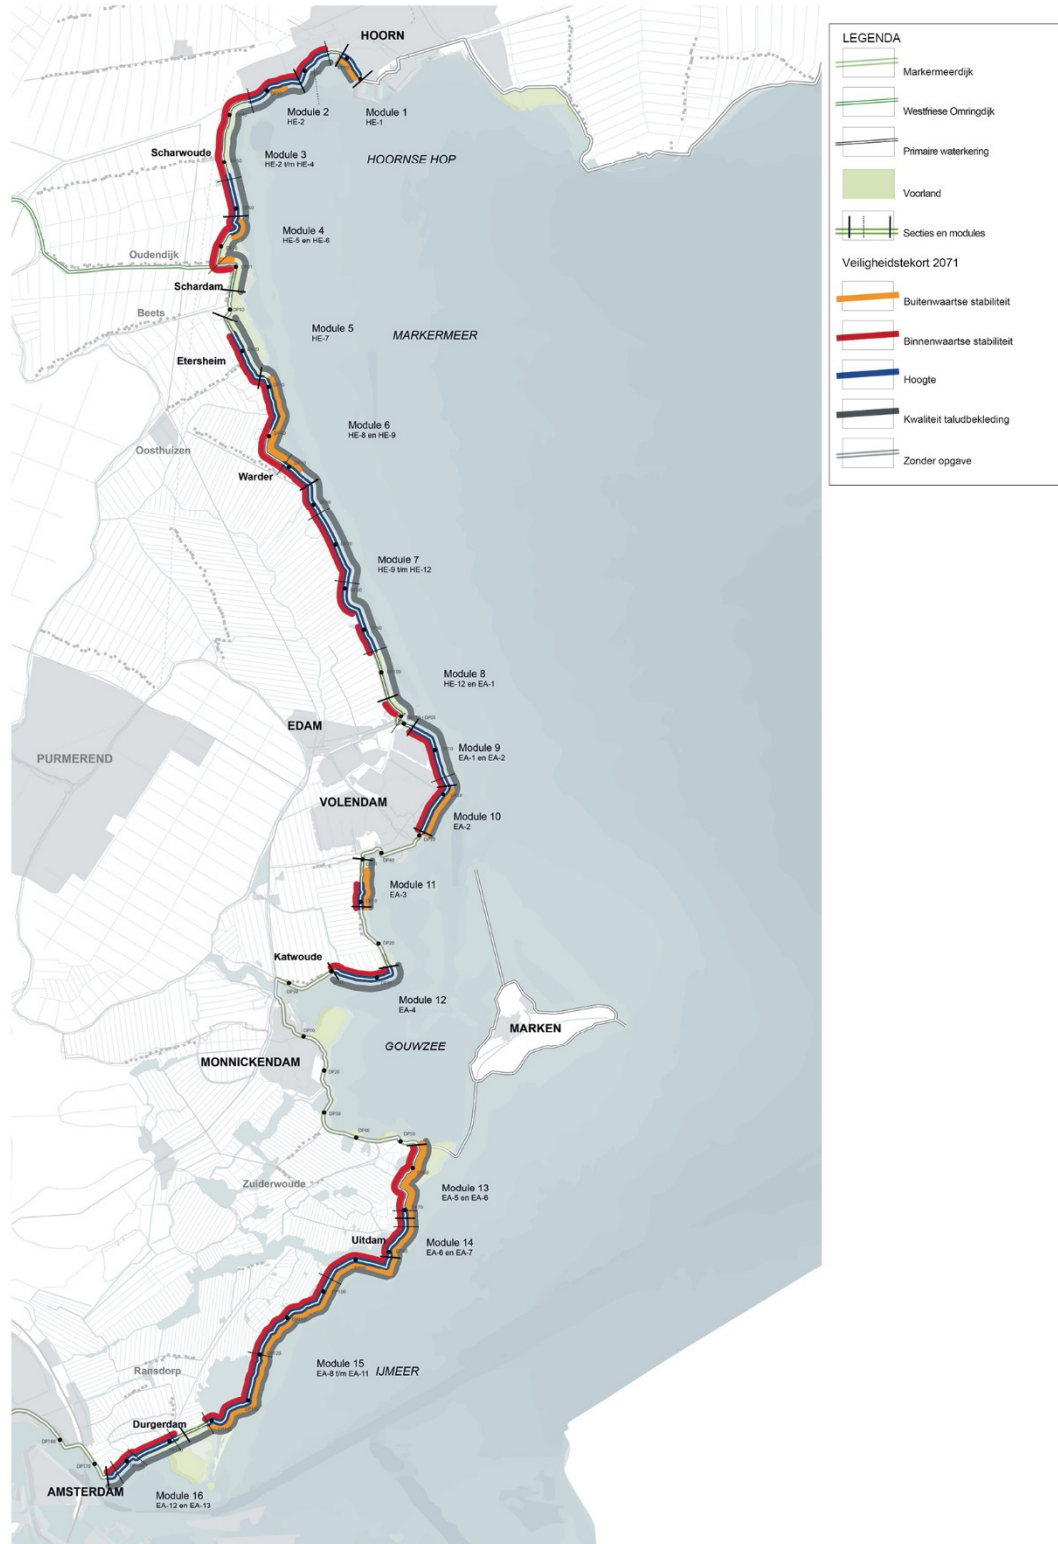 HOORN
Module 2
HE-2
Module 1
HE-1
Scharwoude
Module 3
HE-2 t/m HE-4
HOORNSE HOP
Module 4
HE-5 en HE-6
Oudendijk
Schardam
Beets
Module 5
HE-7
MARKERMEER
Etersheim
Module 6
HE-8 en HE-9
Oosthuizen
Warder
Module 7
HE-9 t/m HE-12
Module 8
HE-12 en EA-1
EDAM
PURMEREND
Module 9
EA-1 en EA-2
VOLENDAM
Module 10
EA-2
Module 11
EA-3
Katwoude
Module 12
EA-4
MARKEN
GOUWZEE
MONNICKENDAM
Zuiderwoude
Module 13
EA-5 en EA-6
Uitdam
Module 14
EA-6 en EA-7
Module 15
EA-8 t/m EA-11
IJMEER
Ransdorp
Durgerdam
AMSTERDAM
Module 16
EA-12 en EA-13
LEGENDA
Markermeerdijk
Westfriese Omringdijk
Primaire waterkering
Voorland
Secties en modules
Veiligheidstekort 2071
Buitenwaartse stabiliteit
Binnenwaartse stabiliteit
Hoogte
Kwaliteit taludbekleding
Zonder opgave